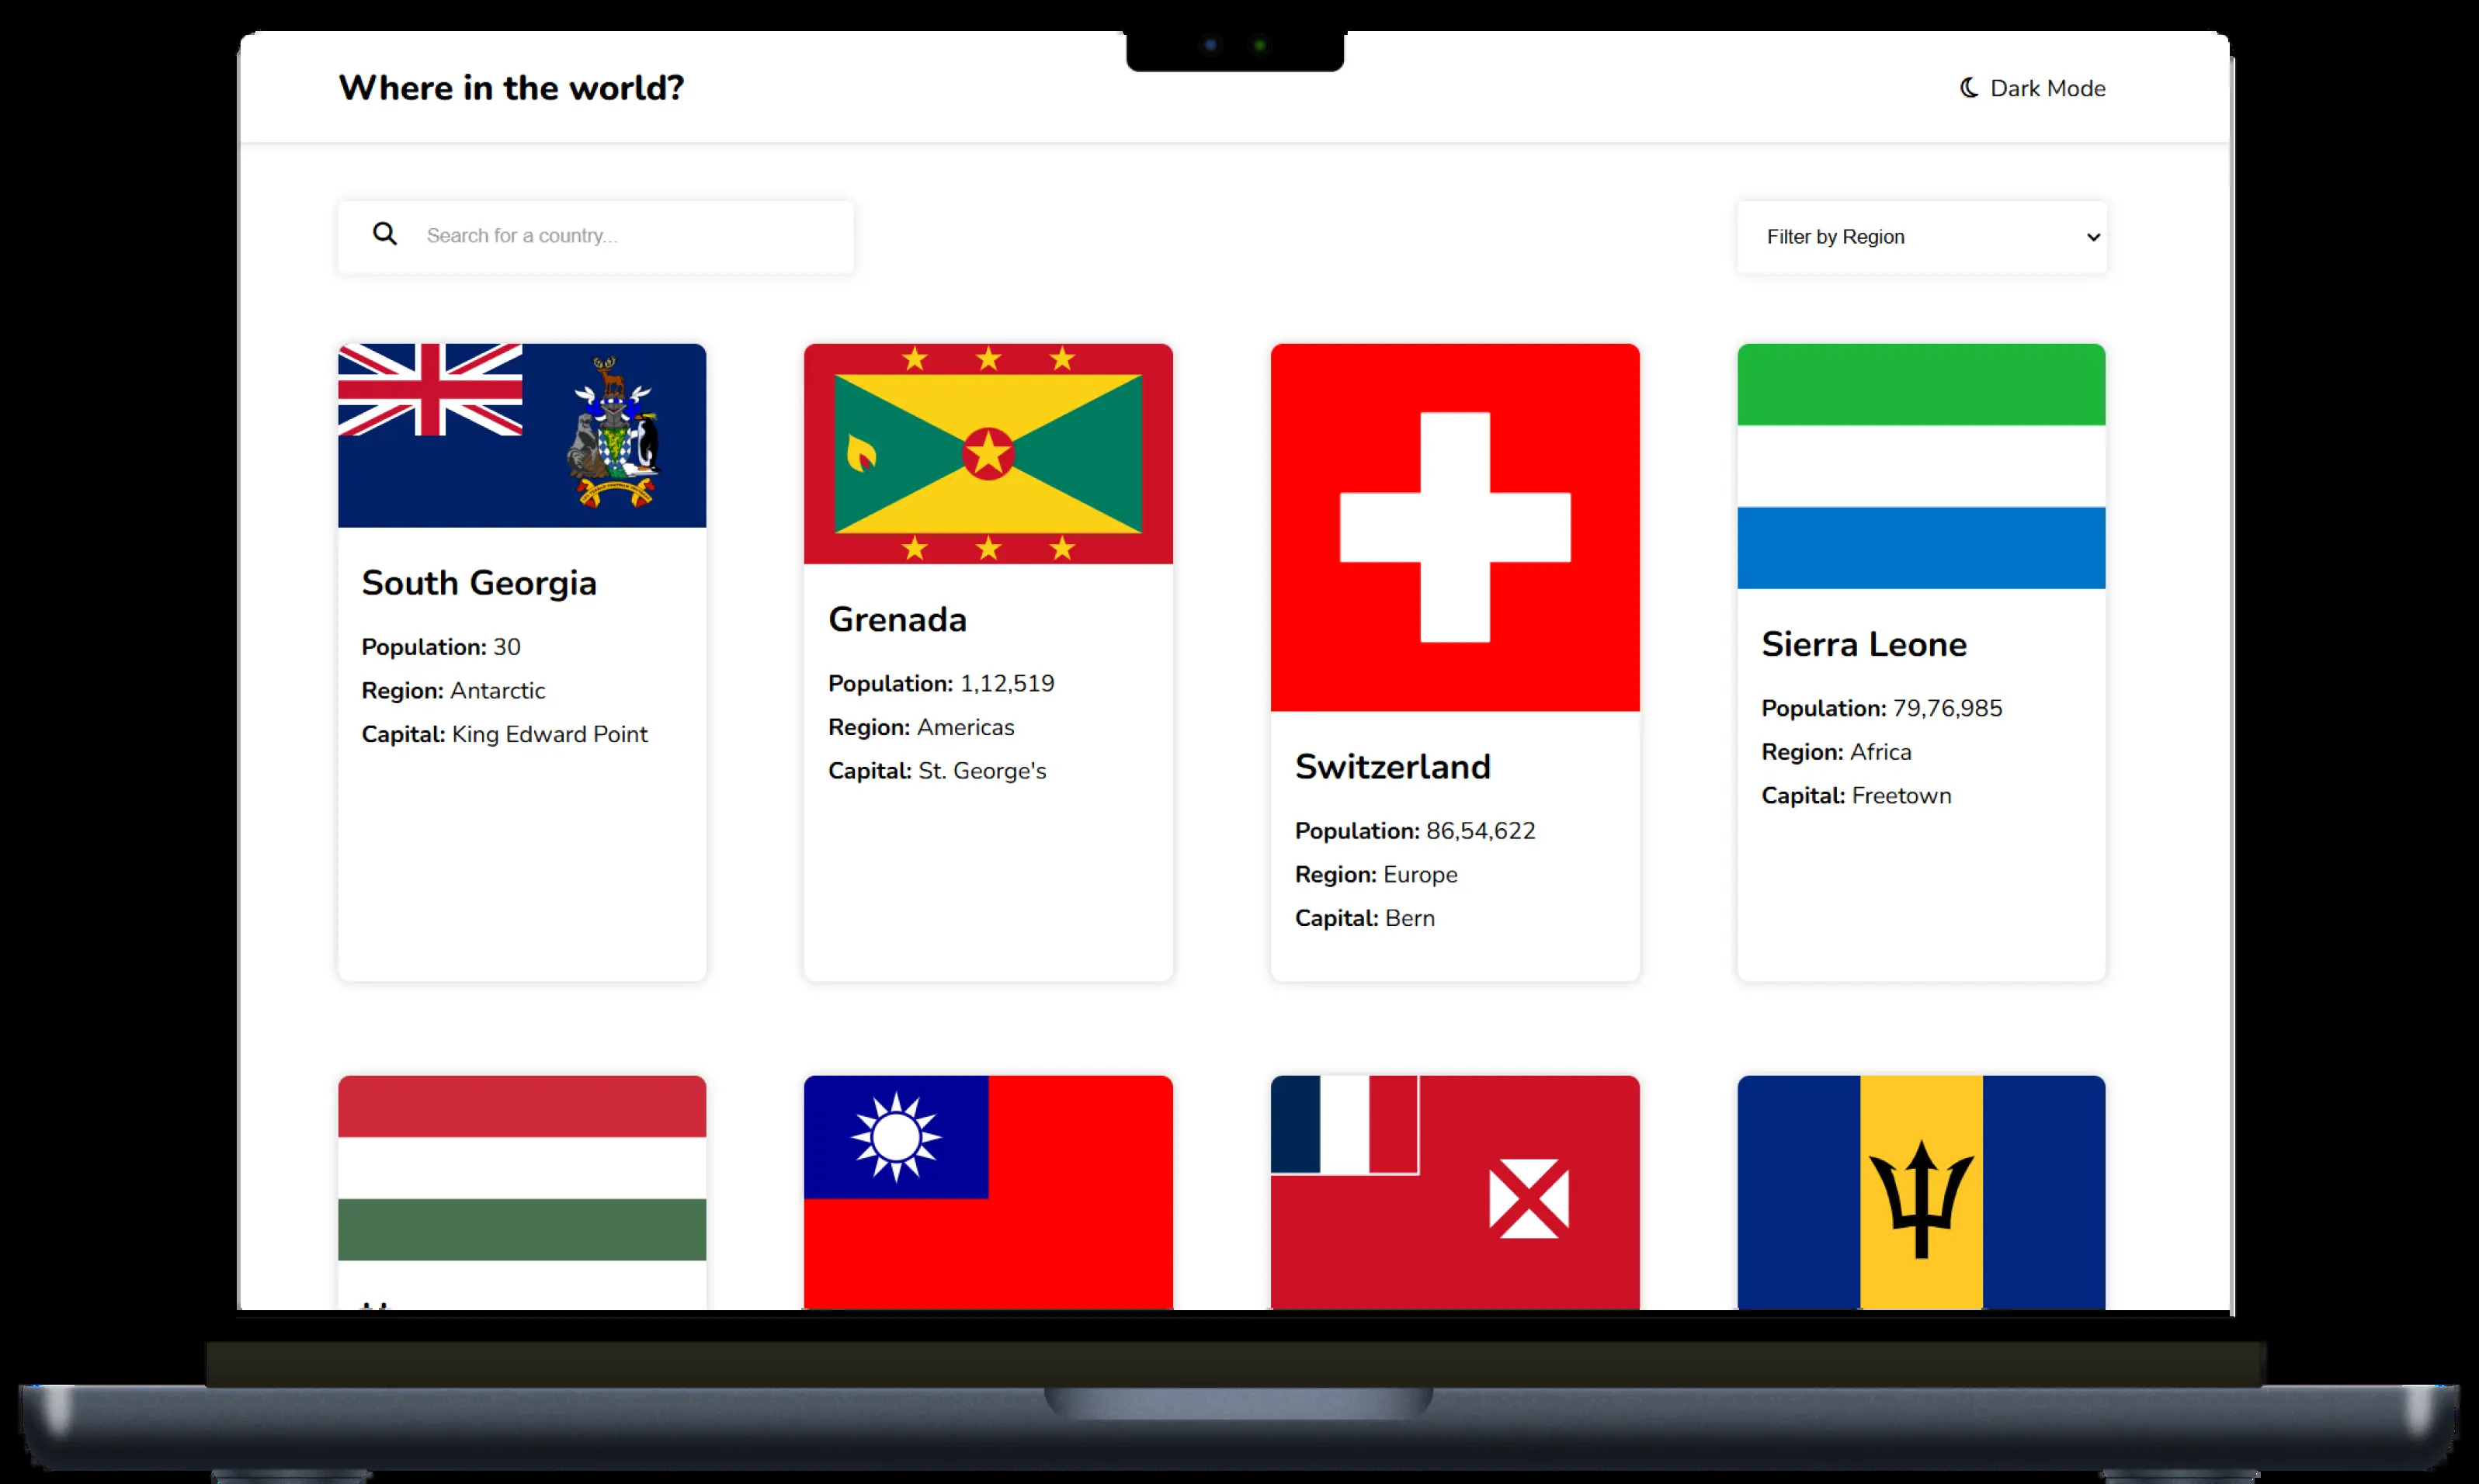 Where in the world?
Dark Mode
Search for a country...
Filter by Region
South Georgia
Population: 30
Region: Antarctic
Capital: King Edward Point
Grenada
Population: 1,12,519
Region: Americas
Capital: St. George's
Switzerland
Population: 86,54,622
Region: Europe
Capital: Bern
Sierra Leone
Population: 79,76,985
Region: Africa
Capital: Freetown